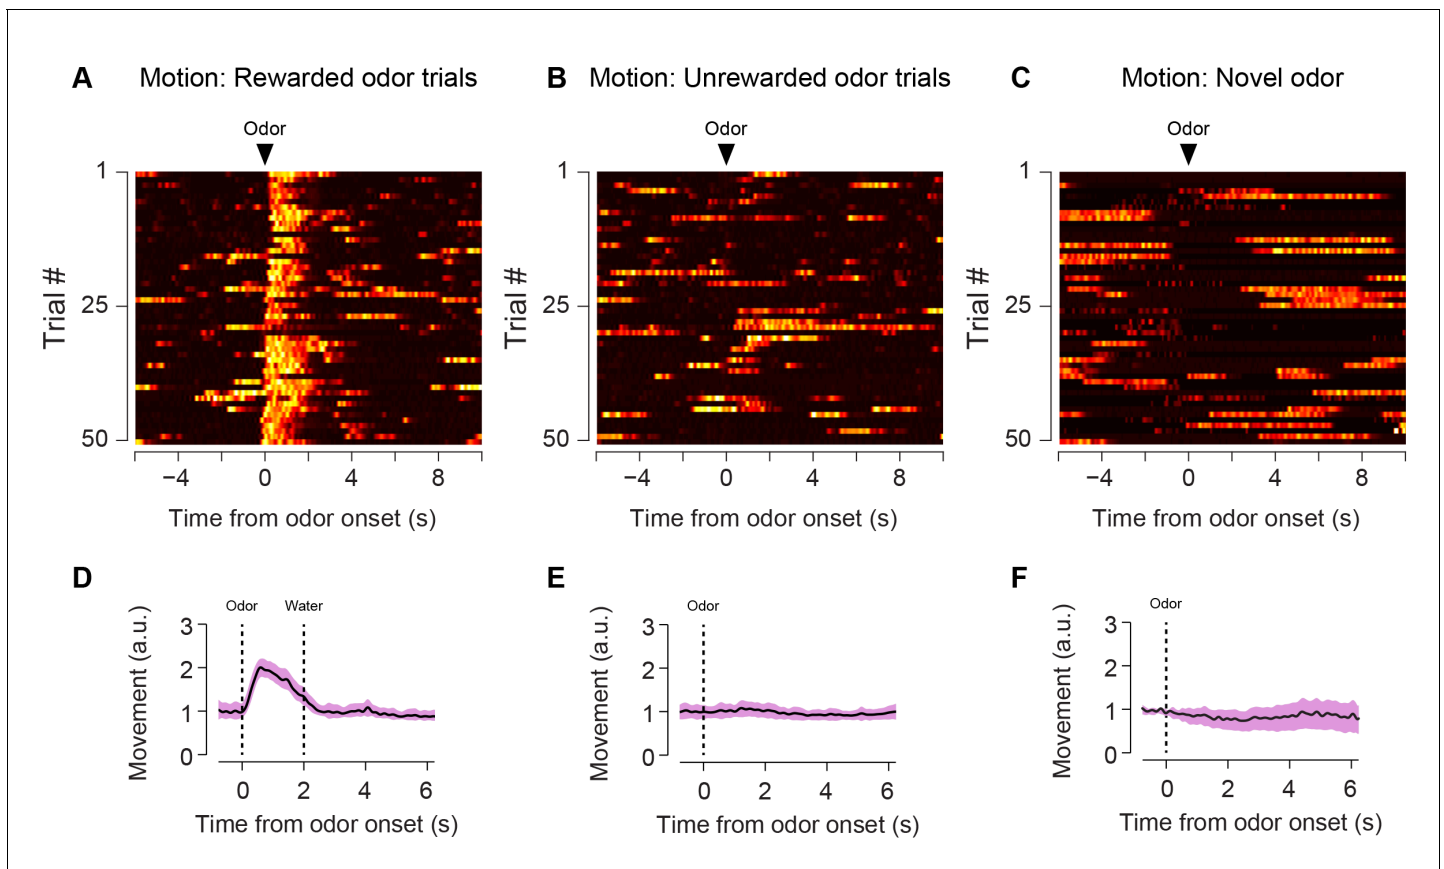 A Motion: Rewarded odor trials
B Motion: Unrewarded odor trials
C Motion: Novel odor
Odor
Odor
Odor
Trial #
1
25
50
−4 0 4 8
Time from odor onset (s)
Trial #
1
25
50
−4 0 4 8
Time from odor onset (s)
Trial #
1
25
50
−4 0 4 8
Time from odor onset (s)
D
Odor Water
Movement (a.u.)
3
2
1
0
0 2 4 6
Time from odor onset (s)
E
Odor
Movement (a.u.)
3
2
1
0
0 2 4 6
Time from odor onset (s)
F
Odor
Movement (a.u.)
3
2
1
0
0 2 4 6
Time from odor onset (s)